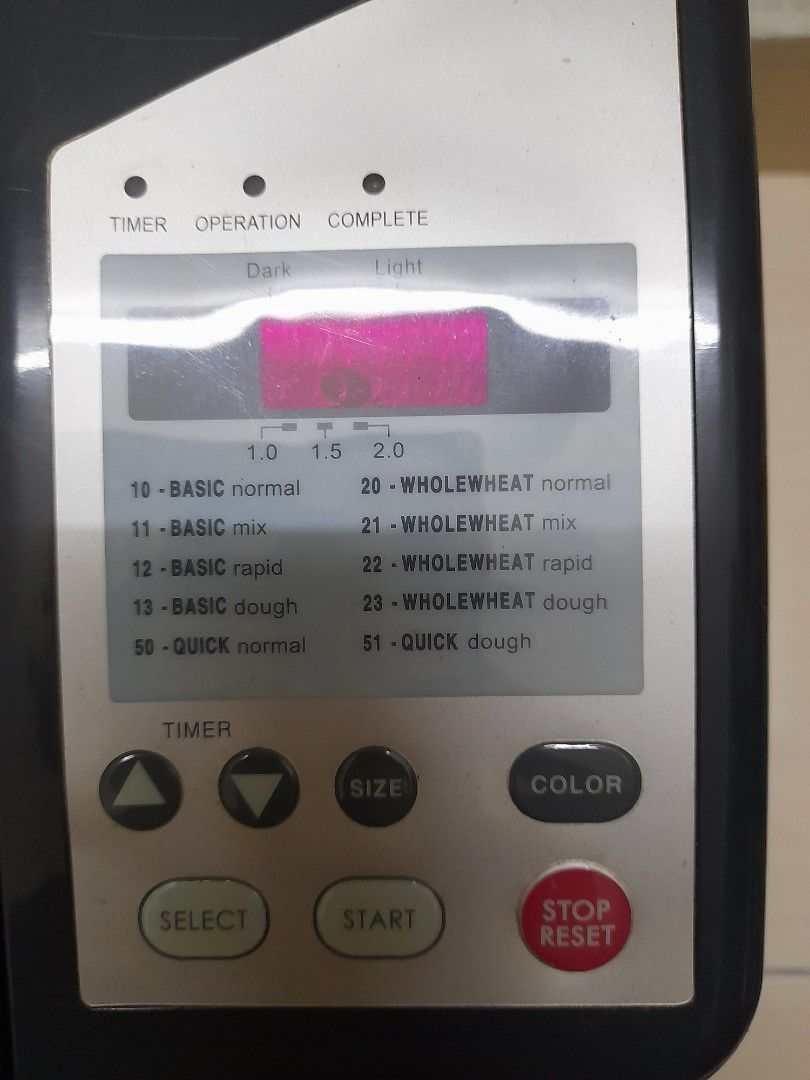 TIMER OPERATION COMPLETE
Dark Light
1.0 1.5 2.0
10 - BASIC normal 20 - WHOLEWHEAT normal
11 - BASIC mix 21 - WHOLEWHEAT mix
12 - BASIC rapid 22 - WHOLEWHEAT rapid
13 - BASIC dough 23 - WHOLEWHEAT dough
50 - QUICK normal 51 - QUICK dough
TIMER
SIZE COLOR
SELECT START STOP
RESET